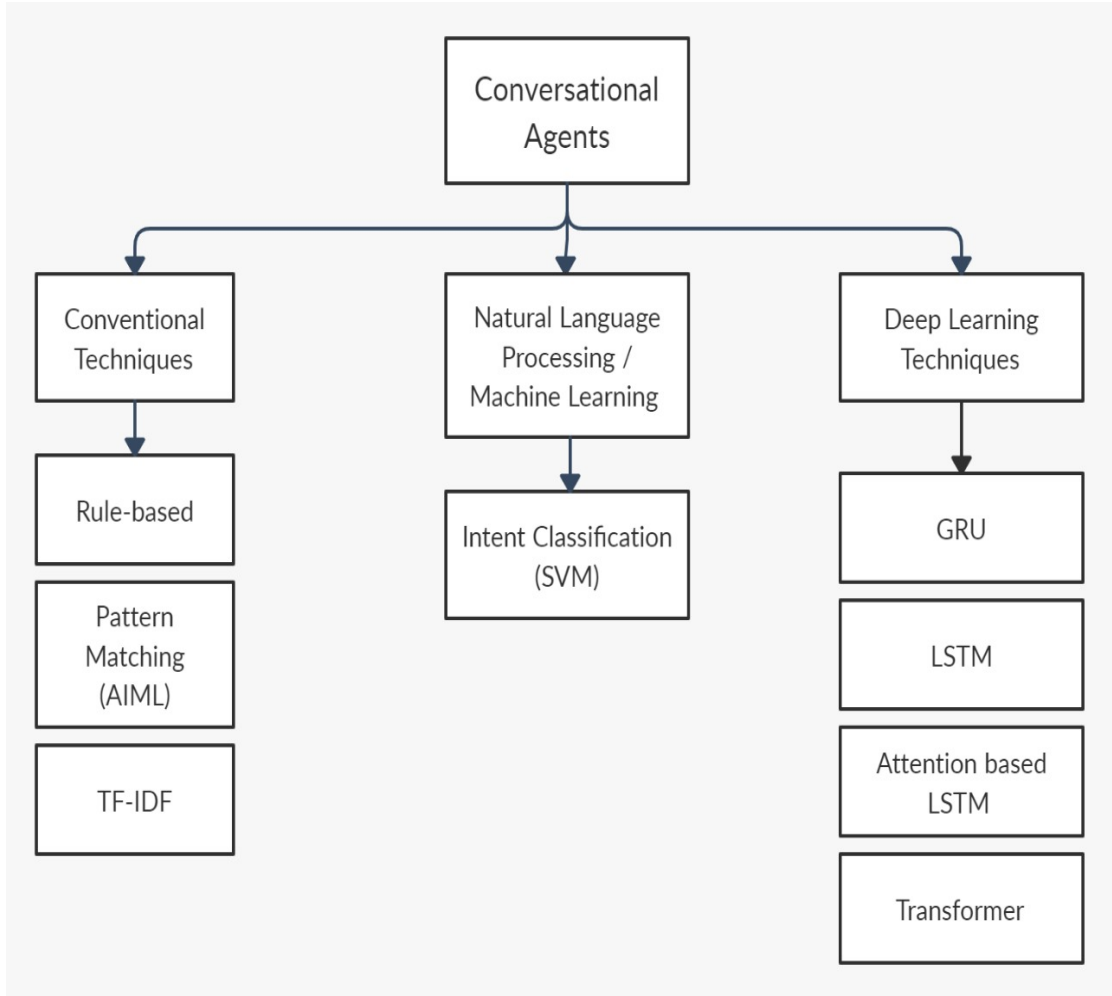 Conversational
Agents
Conventional
Techniques
Natural Language
Processing /
Machine Learning
Deep Learning
Techniques
Rule-based
Pattern
Matching
(AIML)
TF-IDF
Intent Classification
(SVM)
GRU
LSTM
Attention based
LSTM
Transformer